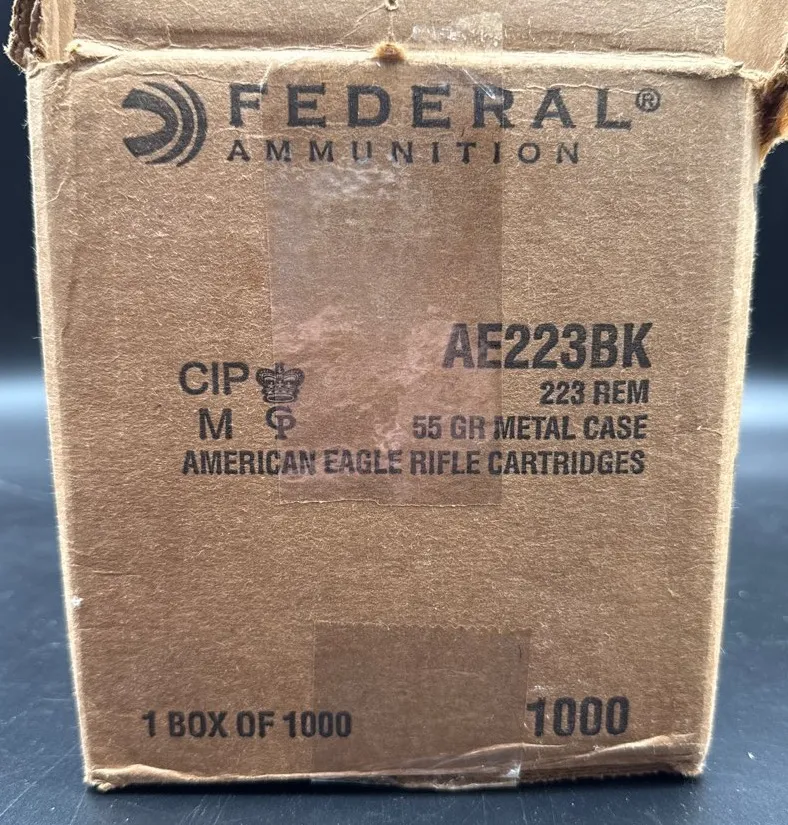 FEDERAL®
AMMUNITION
AE223BK
CIP
223 REM
M CP
55 GR METAL CASE
AMERICAN EAGLE RIFLE CARTRIDGES
1 BOX OF 1000
1000